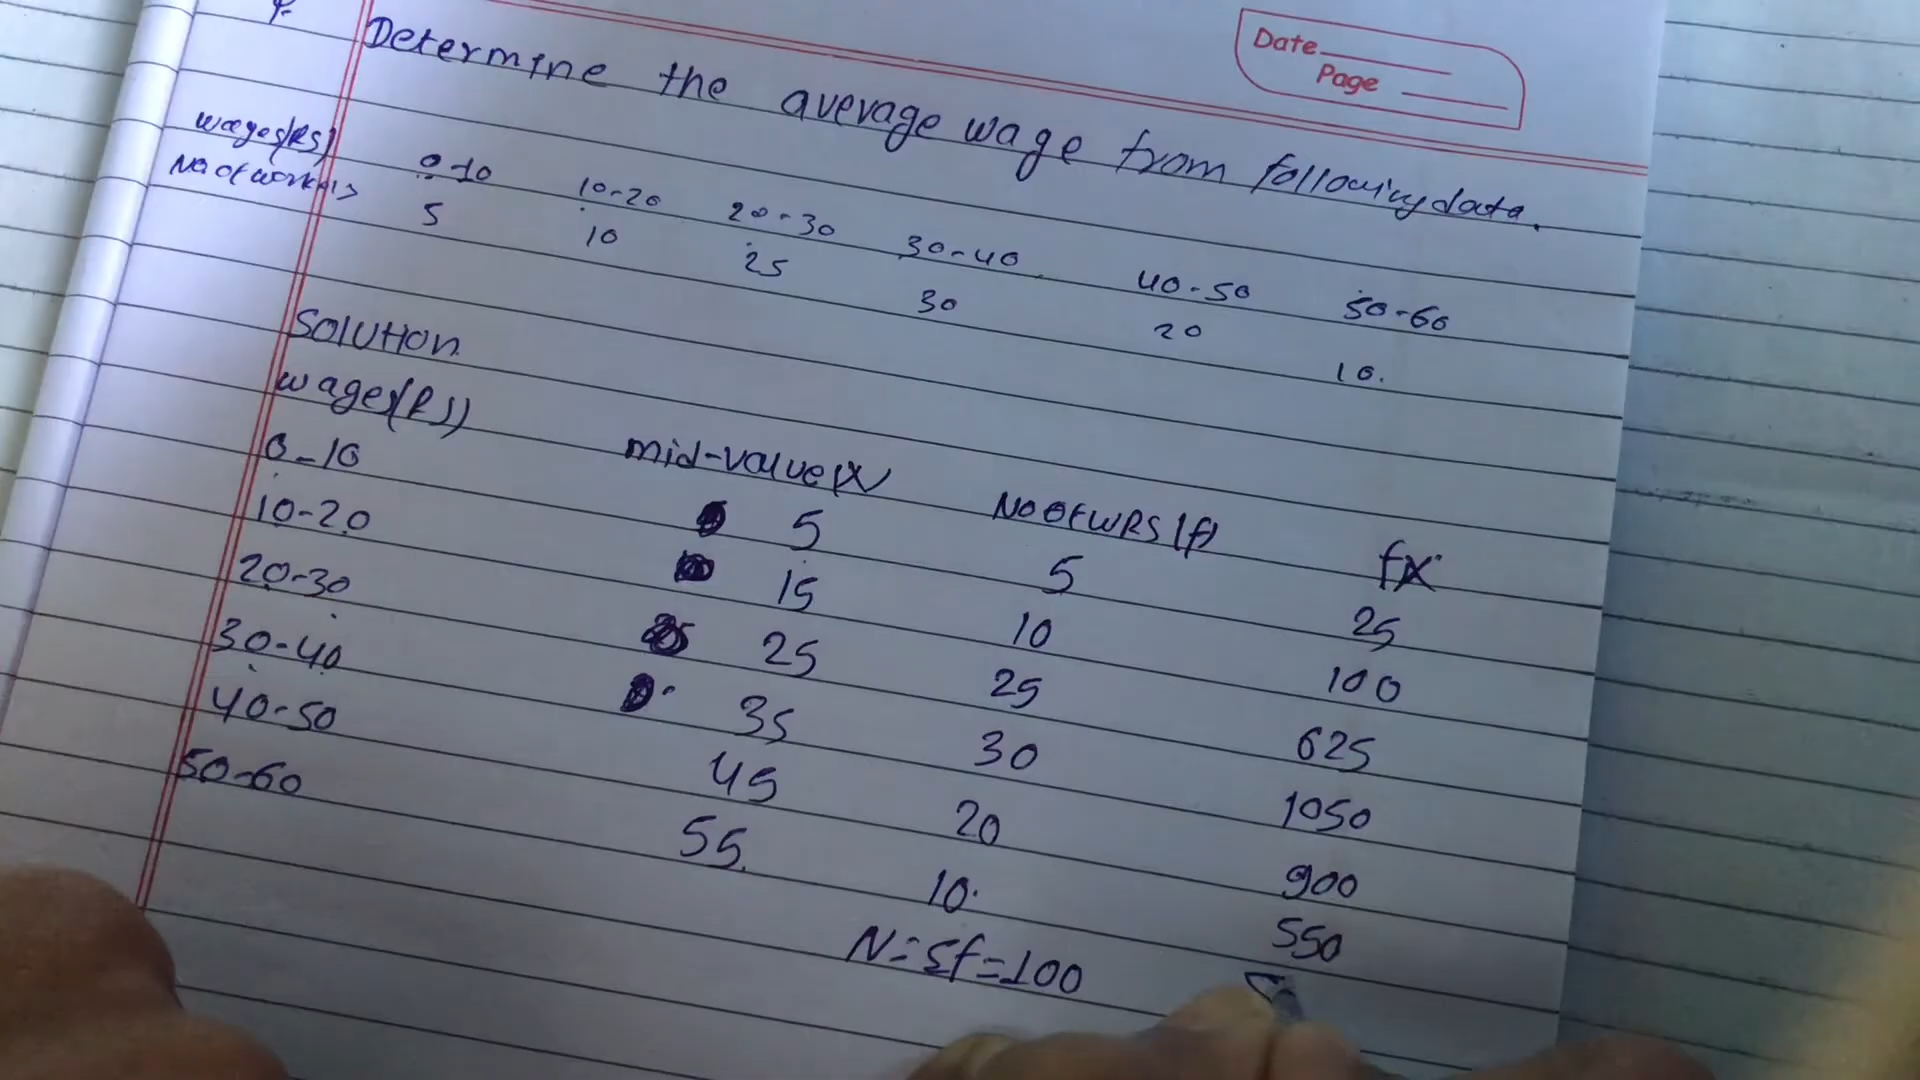 Date
Page
Determine the average wage from following data.
wages(RS) 0-10 10-20 20-30 30-40 40-50 50-60
No of work 5 10 25 30 20 10.
Solution
wages(RS) mid-value(x) No of WRS (f) fx
0-10 5 5 25
10-20 15 10 100
20-30 25 25 625
30-40 35 30 1050
40-50 45 20 900
50-60 55. 10. 550
N=Σf=100